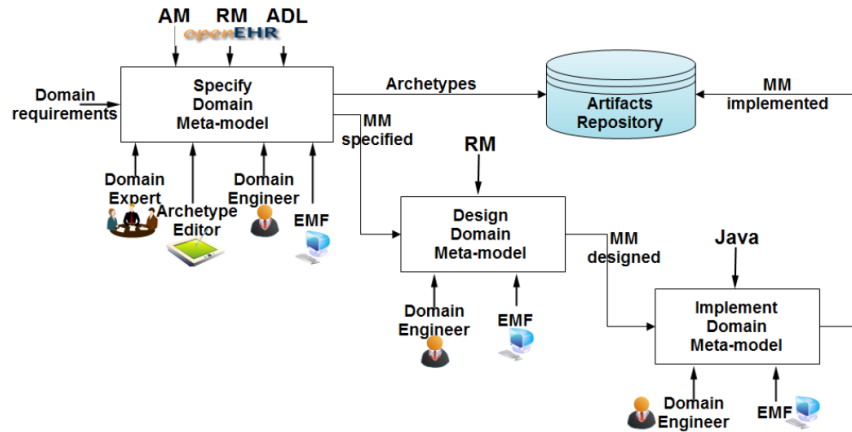 AM RM ADL
openEHR
Specify
Domain
Meta-model
Domain
requirements
Archetypes
MM
specified
Artifacts
Repository
MM
implemented
Domain
Expert
Archetype
Editor
Domain
Engineer
EMF
RM
Design
Domain
Meta-model
MM
designed
Domain
Engineer
EMF
Java
Implement
Domain
Meta-model
Domain
Engineer
EMF